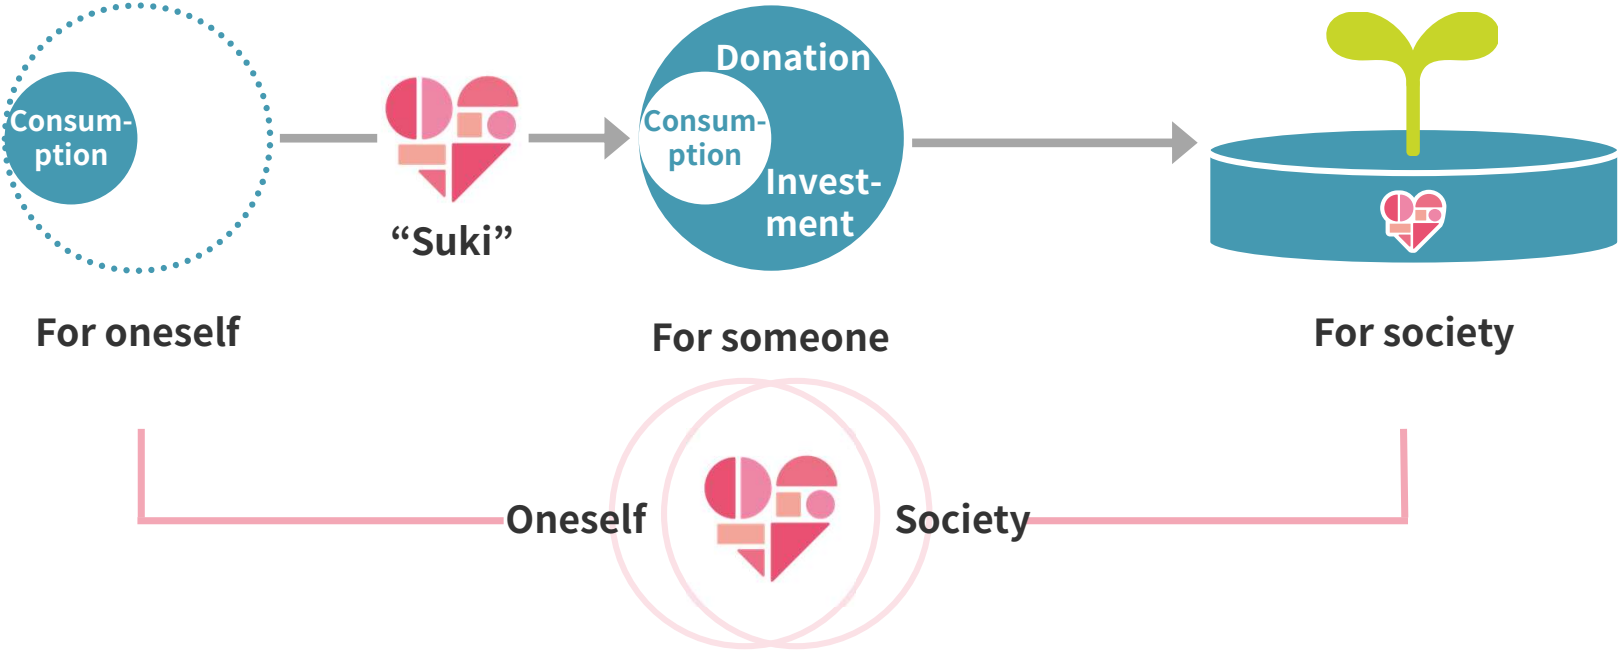 Consum-
ption
“Suki”
Donation
Consum-
ption
Invest-
ment
For oneself
For someone
For society
Oneself
Society